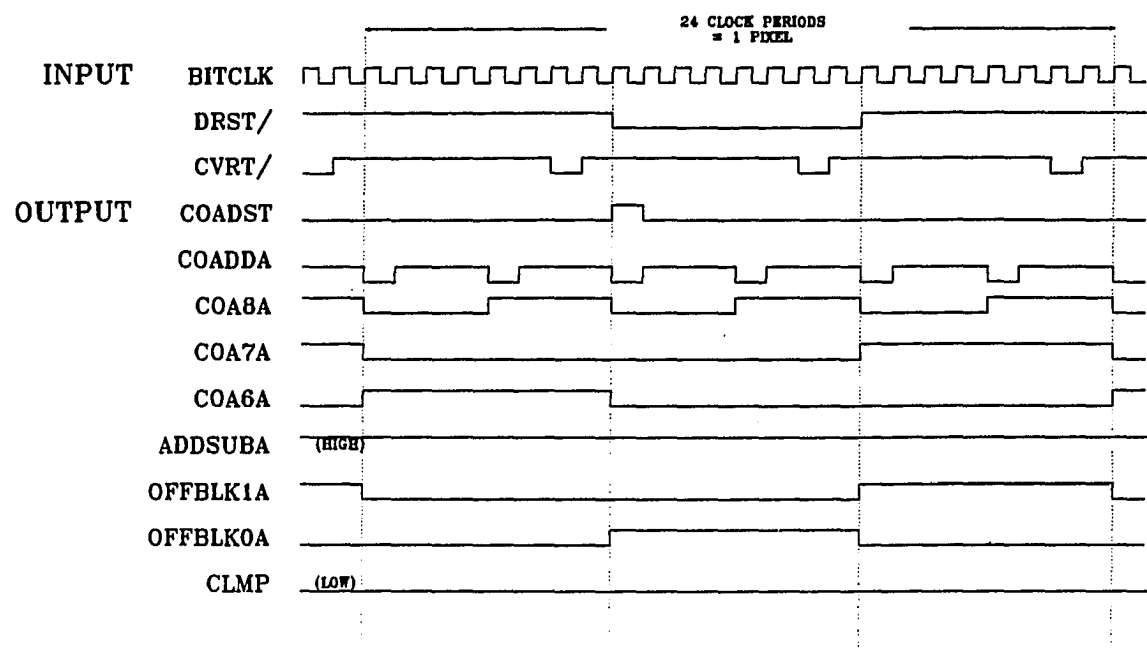 24 CLOCK PERIODS
= 1 PIXEL
INPUT BITCLK
DRST/
CVRT/
OUTPUT COADST
COADDA
COA8A
COA7A
COA6A
ADDSUBA (HIGH)
OFFBLK1A
OFFBLK0A
CLMP (LOW)